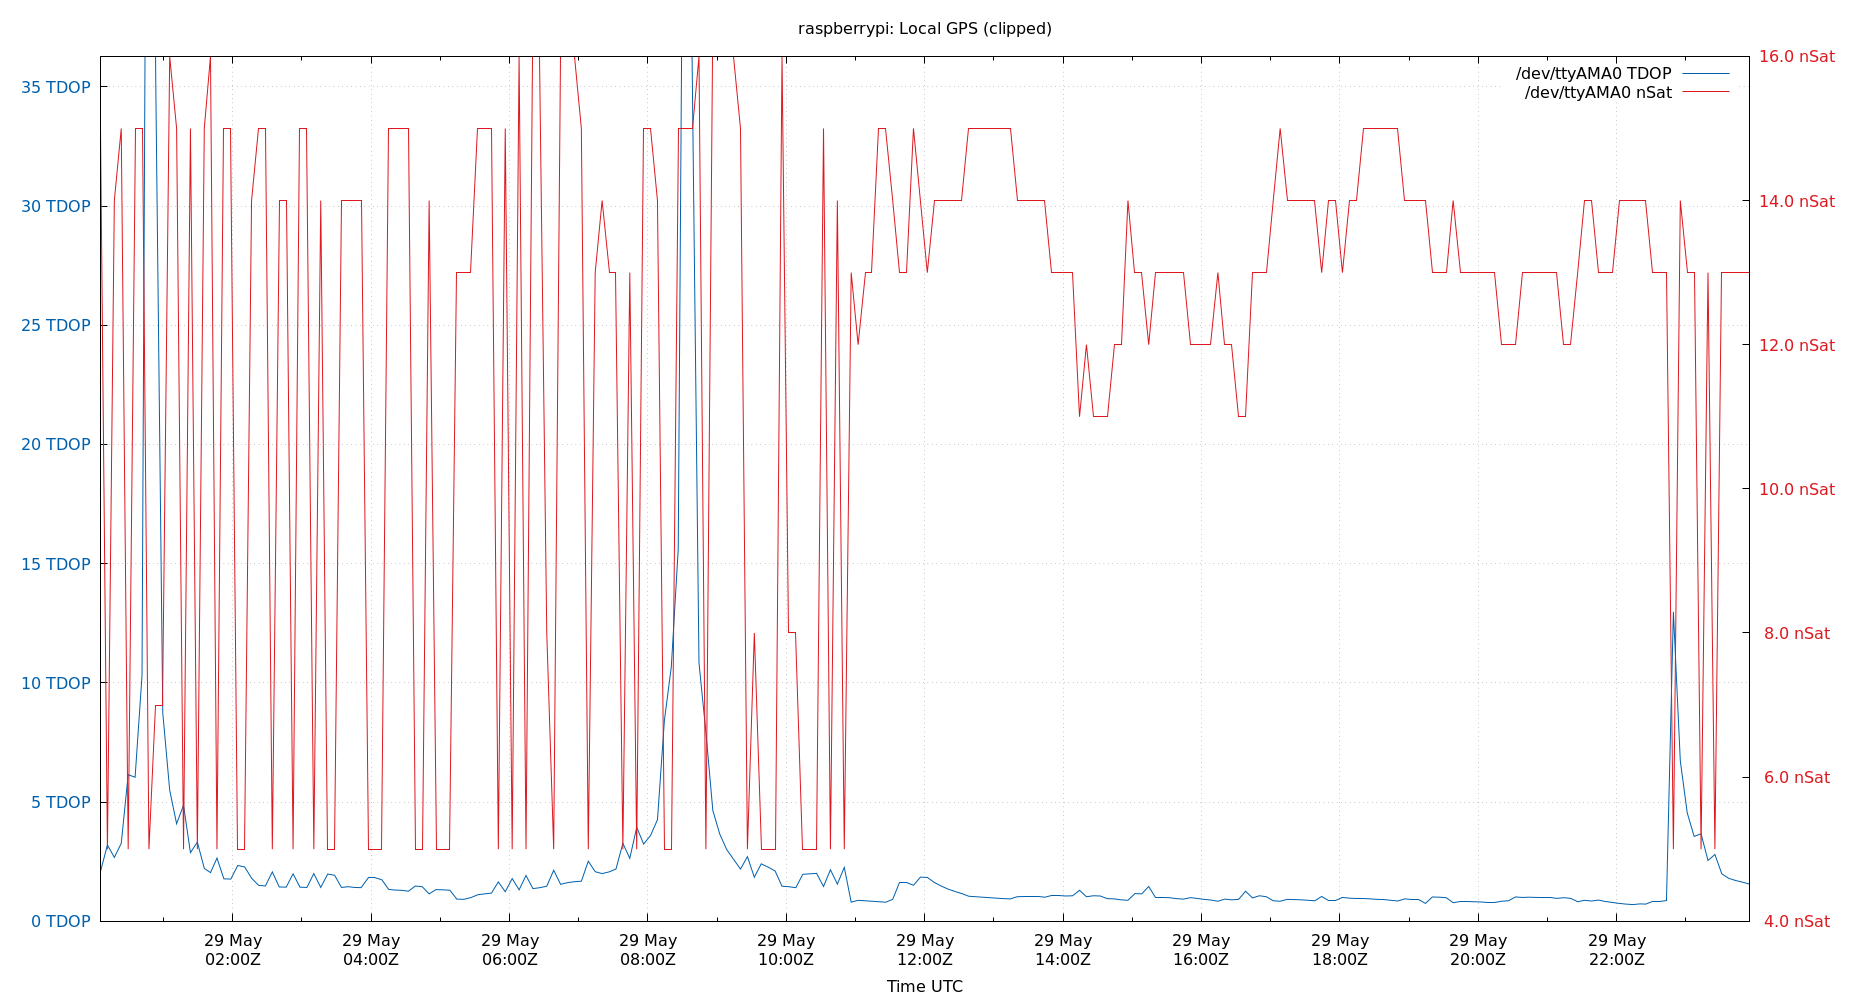 raspberrypi: Local GPS (clipped)
/dev/ttyAMA0 TDOP
/dev/ttyAMA0 nSat
35 TDOP
30 TDOP
25 TDOP
20 TDOP
15 TDOP
10 TDOP
5 TDOP
0 TDOP
16.0 nSat
14.0 nSat
12.0 nSat
10.0 nSat
8.0 nSat
6.0 nSat
4.0 nSat
29 May
02:00Z
29 May
04:00Z
29 May
06:00Z
29 May
08:00Z
29 May
10:00Z
29 May
12:00Z
29 May
14:00Z
29 May
16:00Z
29 May
18:00Z
29 May
20:00Z
29 May
22:00Z
Time UTC